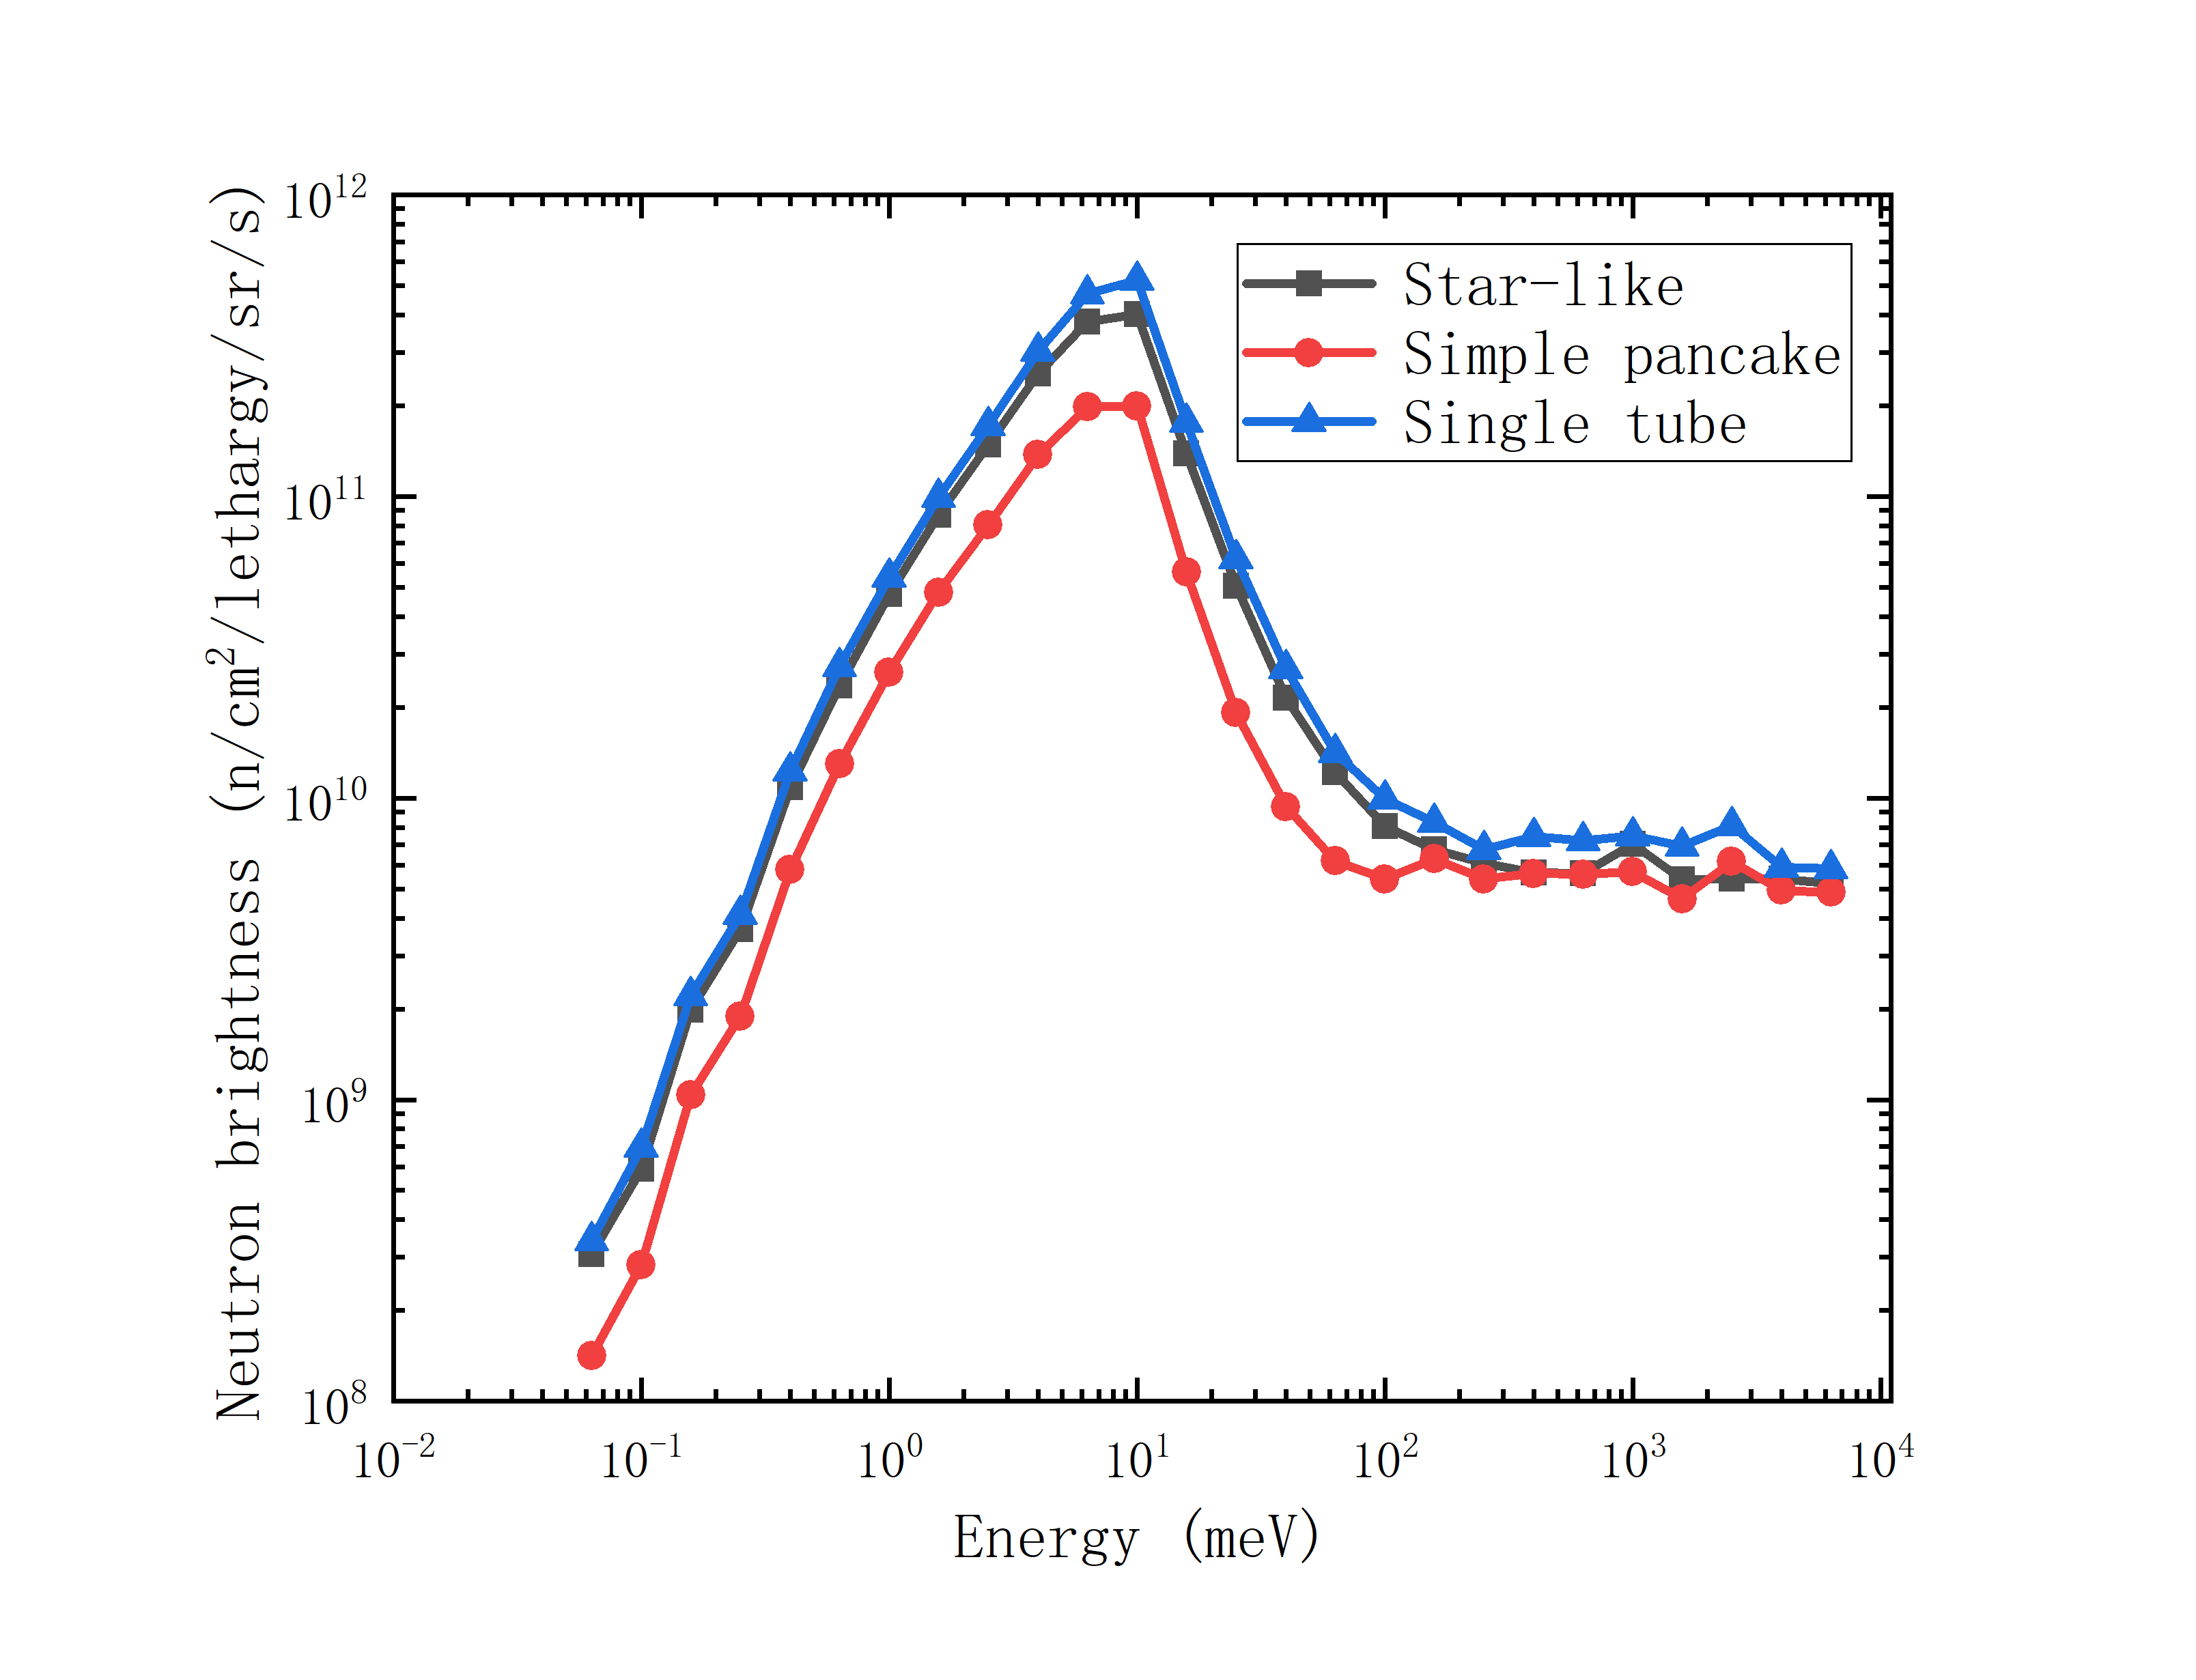 Neutron brightness (n/cm²/lethargy/sr/s)
10¹²
10¹¹
10¹⁰
10⁹
10⁸
Star-like
Simple pancake
Single tube
10⁻² 10⁻¹ 10⁰ 10¹ 10² 10³ 10⁴
Energy (meV)